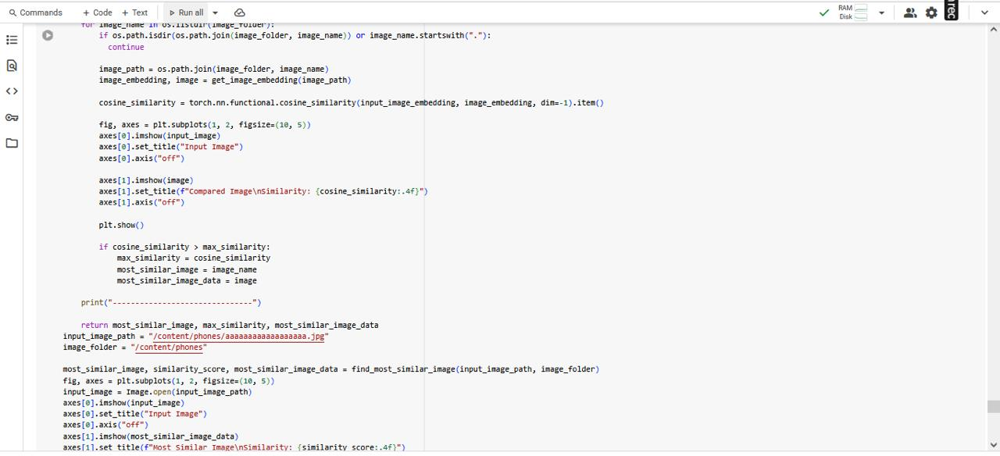 Commands + Code + Text Run all RAM Disk rec
for image_name in os.listdir(image_folder):
if os.path.isdir(os.path.join(image_folder, image_name)) or image_name.startswith("."):
continue
image_path = os.path.join(image_folder, image_name)
image_embedding, image = get_image_embedding(image_path)
cosine_similarity = torch.nn.functional.cosine_similarity(input_image_embedding, image_embedding, dim=-1).item()
fig, axes = plt.subplots(1, 2, figsize=(10, 5))
axes[0].imshow(input_image)
axes[0].set_title("Input Image")
axes[0].axis("off")
axes[1].imshow(image)
axes[1].set_title(f"Compared Image\nSimilarity: {cosine_similarity:.4f}")
axes[1].axis("off")
plt.show()
if cosine_similarity > max_similarity:
max_similarity = cosine_similarity
most_similar_image = image_name
most_similar_image_data = image
print("-------------------------------")
return most_similar_image, max_similarity, most_similar_image_data
input_image_path = "/content/phones/aaaaaaaaaaaaaaaaaa.jpg"
image_folder = "/content/phones"
most_similar_image, similarity_score, most_similar_image_data = find_most_similar_image(input_image_path, image_folder)
fig, axes = plt.subplots(1, 2, figsize=(10, 5))
input_image = Image.open(input_image_path)
axes[0].imshow(input_image)
axes[0].set_title("Input Image")
axes[0].axis("off")
axes[1].imshow(most_similar_image_data)
axes[1].set_title(f"Most Similar Image\nSimilarity: {similarity_score:.4f}")